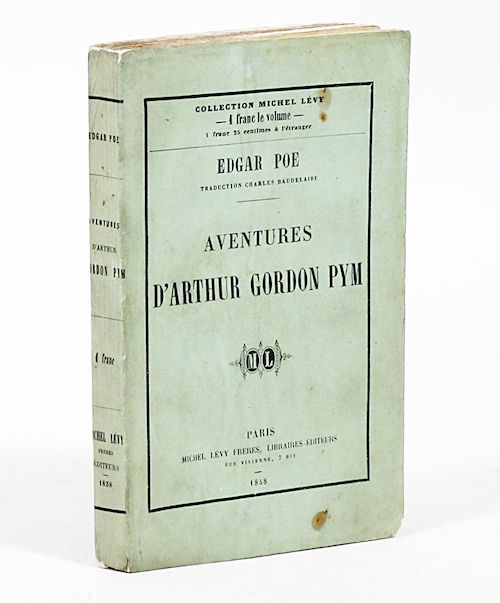 COLLECTION MICHEL LÉVY
— 1 franc le volume —
1 franc 25 centimes à l'étranger
EDGAR POE
TRADUCTION CHARLES BAUDELAIRE
AVENTURES
D'ARTHUR GORDON PYM
ML
PARIS
MICHEL LÉVY FRÈRES, LIBRAIRES-ÉDITEURS
RUE VIVIENNE, 2 BIS
1858
EDGAR POE
AVENTURES
D'ARTHUR
GORDON PYM
1 franc
MICHEL LÉVY
FRÈRES
ÉDITEURS
1858